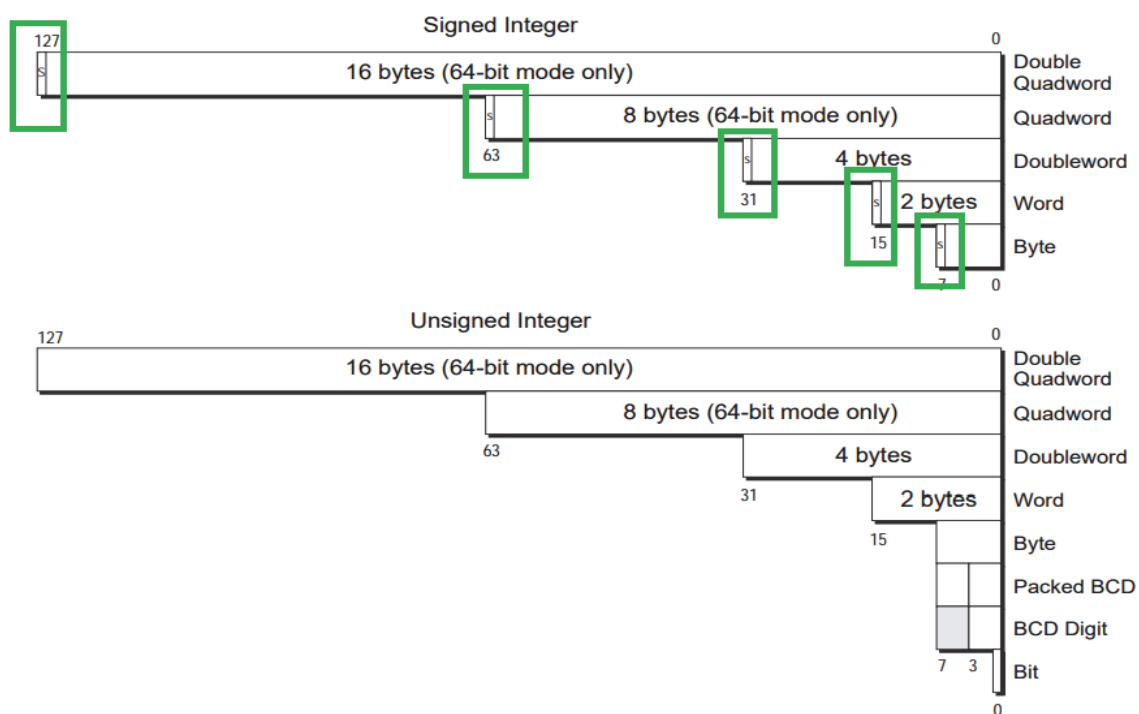 Signed Integer
127 0
s 16 bytes (64-bit mode only) Double
Quadword
s 8 bytes (64-bit mode only) Quadword
63 s 4 bytes Doubleword
31 s 2 bytes Word
15 s Byte
7 0
Unsigned Integer
127 0
16 bytes (64-bit mode only) Double
Quadword
8 bytes (64-bit mode only) Quadword
63 4 bytes Doubleword
31 2 bytes Word
15 Byte
Packed BCD
BCD Digit
7 3 Bit
0